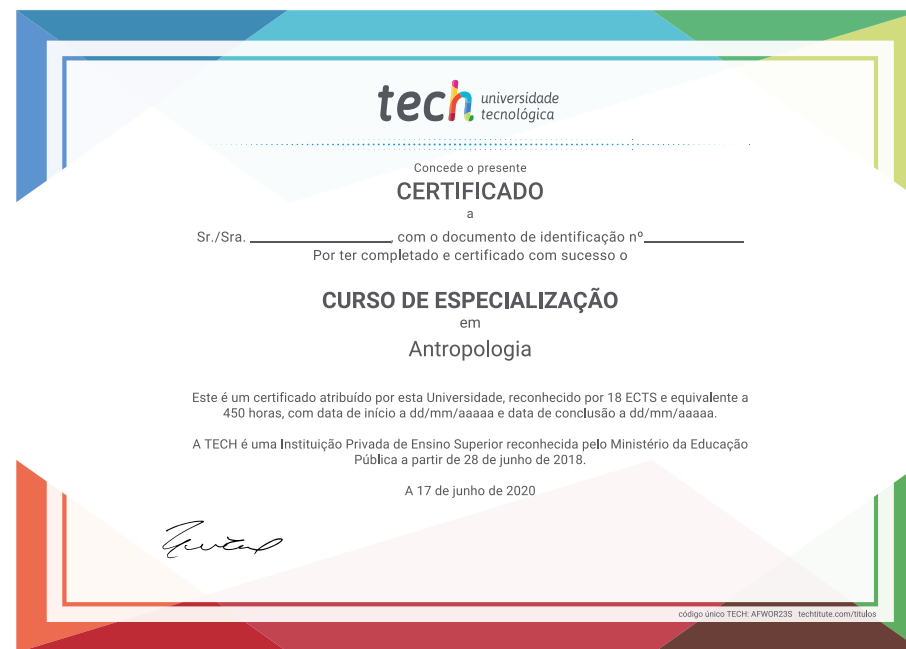 tech universidade
tecnológica
Concede o presente
CERTIFICADO
a
Sr./Sra. , com o documento de identificação nº
Por ter completado e certificado com sucesso o
CURSO DE ESPECIALIZAÇÃO
em
Antropologia
Este é um certificado atribuído por esta Universidade, reconhecido por 18 ECTS e equivalente a
450 horas, com data de início a dd/mm/aaaaa e data de conclusão a dd/mm/aaaaa.
A TECH é uma Instituição Privada de Ensino Superior reconhecida pelo Ministério da Educação
Pública a partir de 28 de junho de 2018.
A 17 de junho de 2020
código único TECH: AFWOR23S techtitute.com/titulos